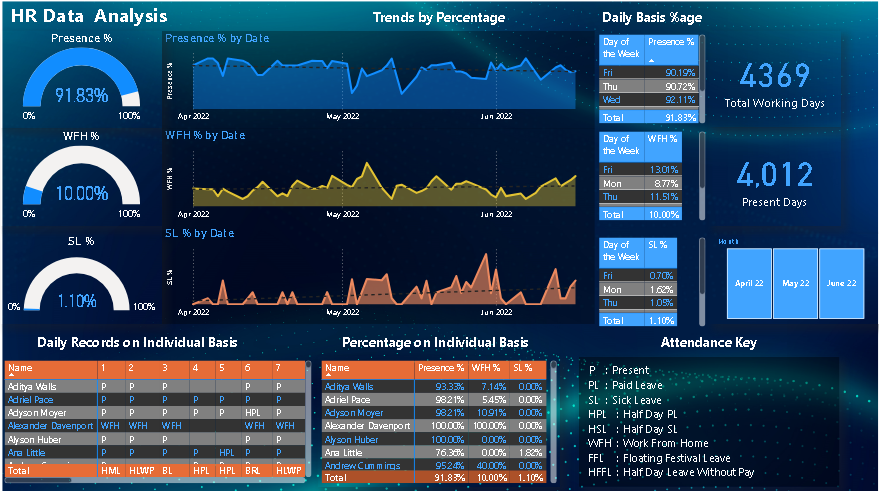 HR Data Analysis
Trends by Percentage
Daily Basis %age
Presence %
91.83%
0% 100%
WFH %
10.00%
0% 100%
SL %
1.10%
0% 100%
Presence % by Date
Presence %
Apr 2022 May 2022 Jun 2022
WFH % by Date
WFH %
Apr 2022 May 2022 Jun 2022
SL % by Date
SL %
Apr 2022 May 2022 Jun 2022
Day of the Week Presence %
Fri 90.19%
Thu 90.72%
Wed 92.11%
Total 91.83%
Day of the Week WFH %
Fri 13.01%
Mon 8.77%
Thu 11.51%
Total 10.00%
Day of the Week SL %
Fri 0.70%
Mon 1.62%
Thu 1.05%
Total 1.10%
4369
Total Working Days
4,012
Present Days
Month
April 22 May 22 June 22
Daily Records on Individual Basis
Name 1 2 3 4 5 6 7
Aditya Walls P P P P P
Adriel Pace P P P P P P P
Adyson Moyer P P P P P HPL P
Alexander Davenport WFH WFH WFH WFH WFH
Alyson Huber P P P P P
Ana Little P P P P HPL P P
Total HML HLWP BL HPL HPL BRL HLWP
Percentage on Individual Basis
Name Presence % WFH % SL %
Aditya Walls 93.33% 7.14% 0.00%
Adriel Pace 98.21% 5.45% 0.00%
Adyson Moyer 98.21% 10.91% 0.00%
Alexander Davenport 100.00% 100.00% 0.00%
Alyson Huber 100.00% 0.00% 0.00%
Ana Little 76.36% 0.00% 1.82%
Andrew Cummings 95.24% 40.00% 0.00%
Total 91.83% 10.00% 1.10%
Attendance Key
P : Present
PL : Paid Leave
SL : Sick Leave
HPL : Half Day PL
HSL : Half Day SL
WFH : Work From Home
FFL : Floating Festival Leave
HFFL : Half Day Leave Without Pay